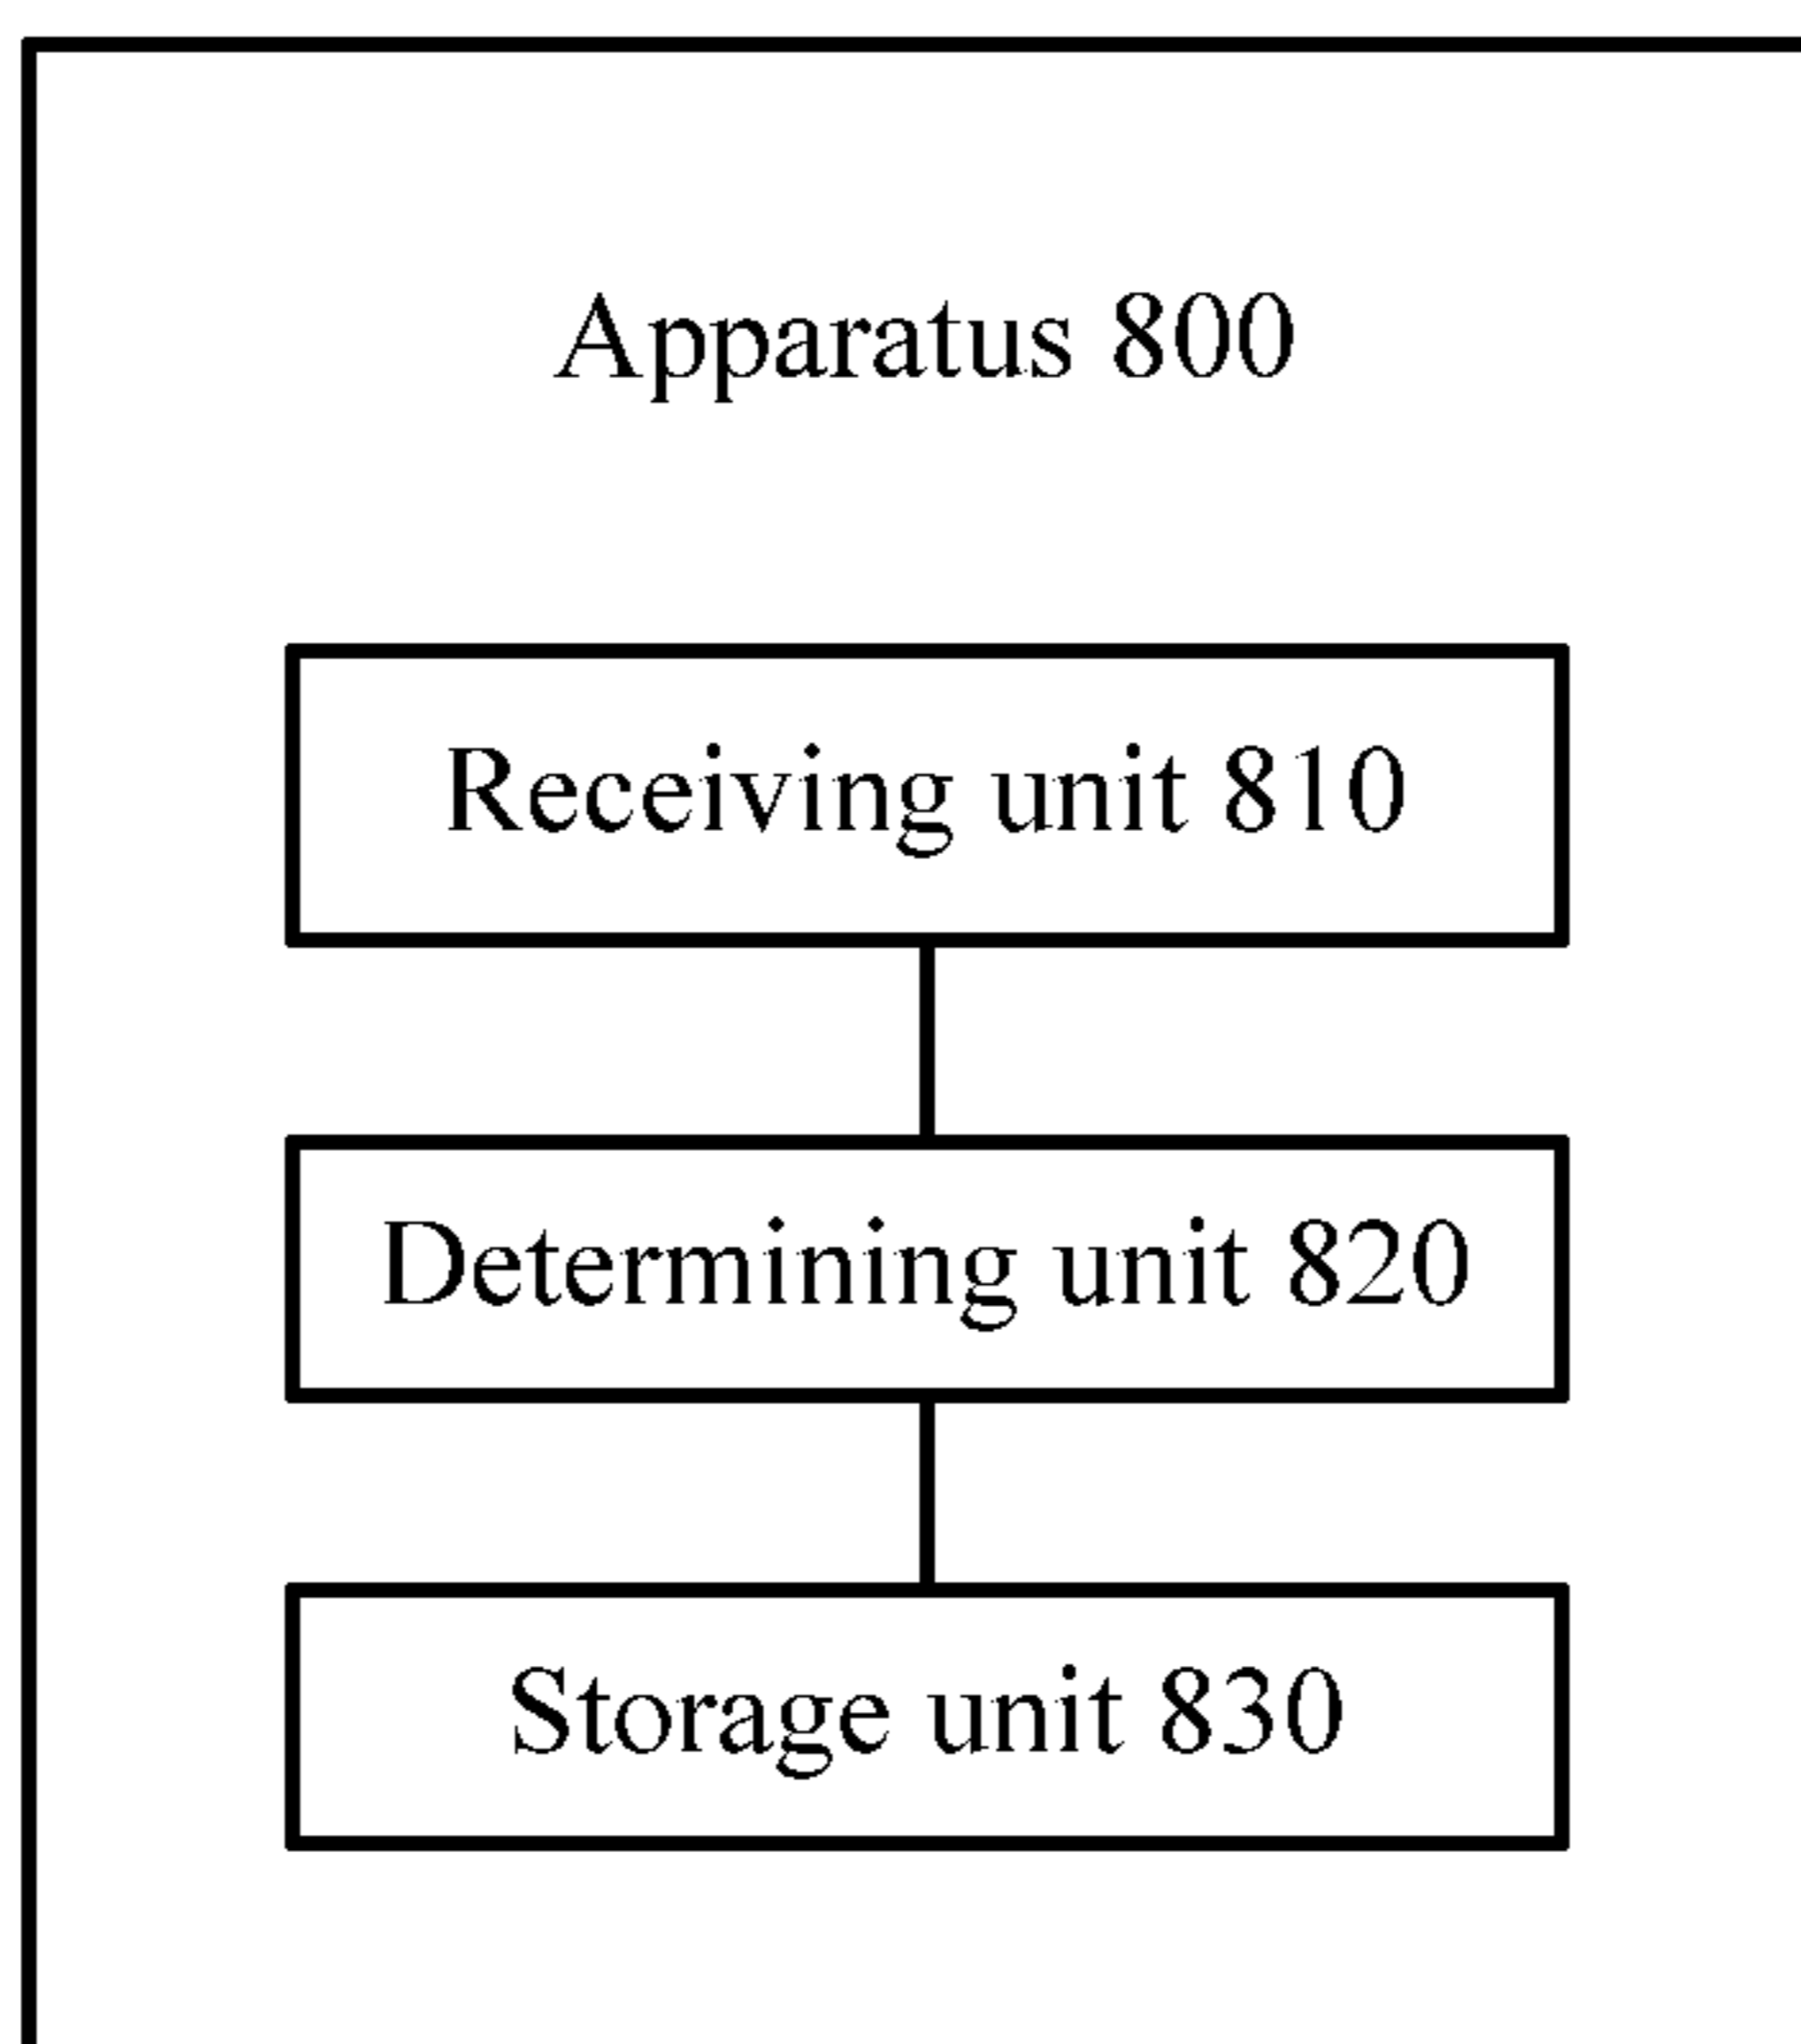 Apparatus 800
Receiving unit 810
Determining unit 820
Storage unit 830